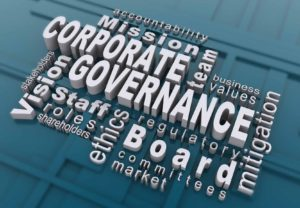 accountability
Mission
CORPORATE
team
GOVERNANCE
business
values
stakeholders
Vision
Staff
roles
shareholders
ethics
regulatory
Board
committees
market
mitigation